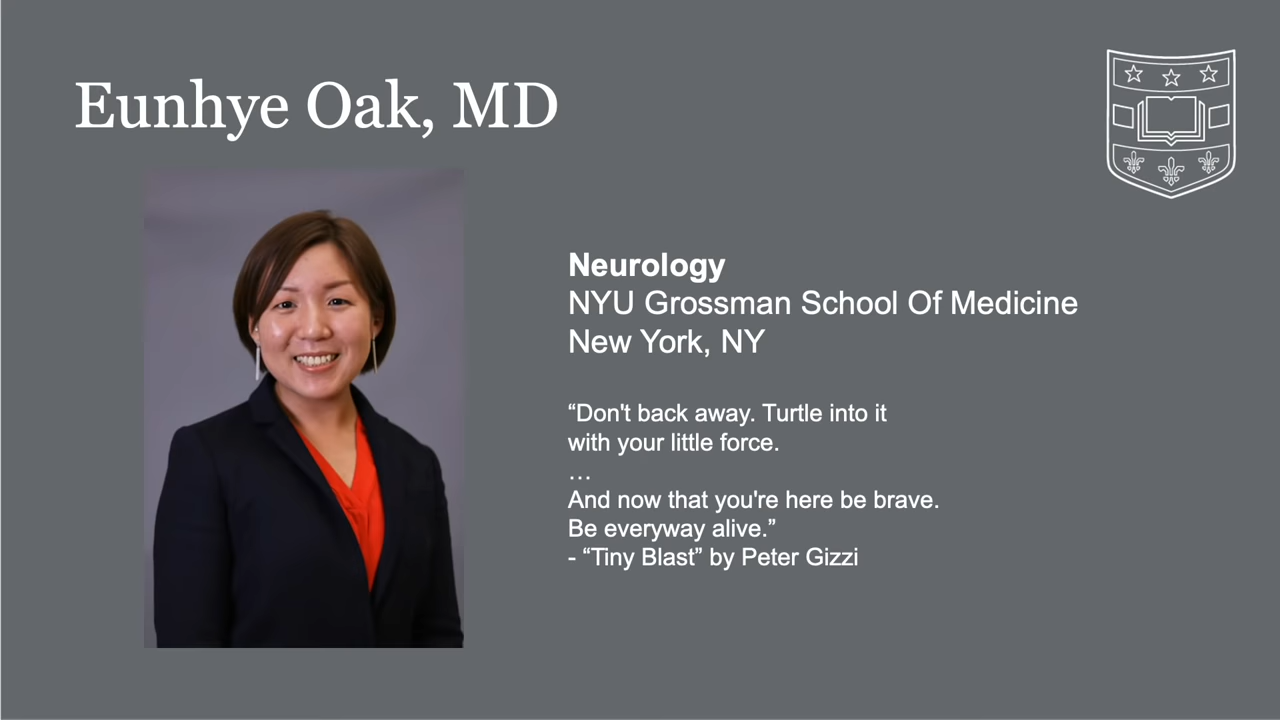 Eunhye Oak, MD
Neurology
NYU Grossman School Of Medicine
New York, NY
“Don't back away. Turtle into it
with your little force.
…
And now that you're here be brave.
Be everyway alive.”
- “Tiny Blast” by Peter Gizzi